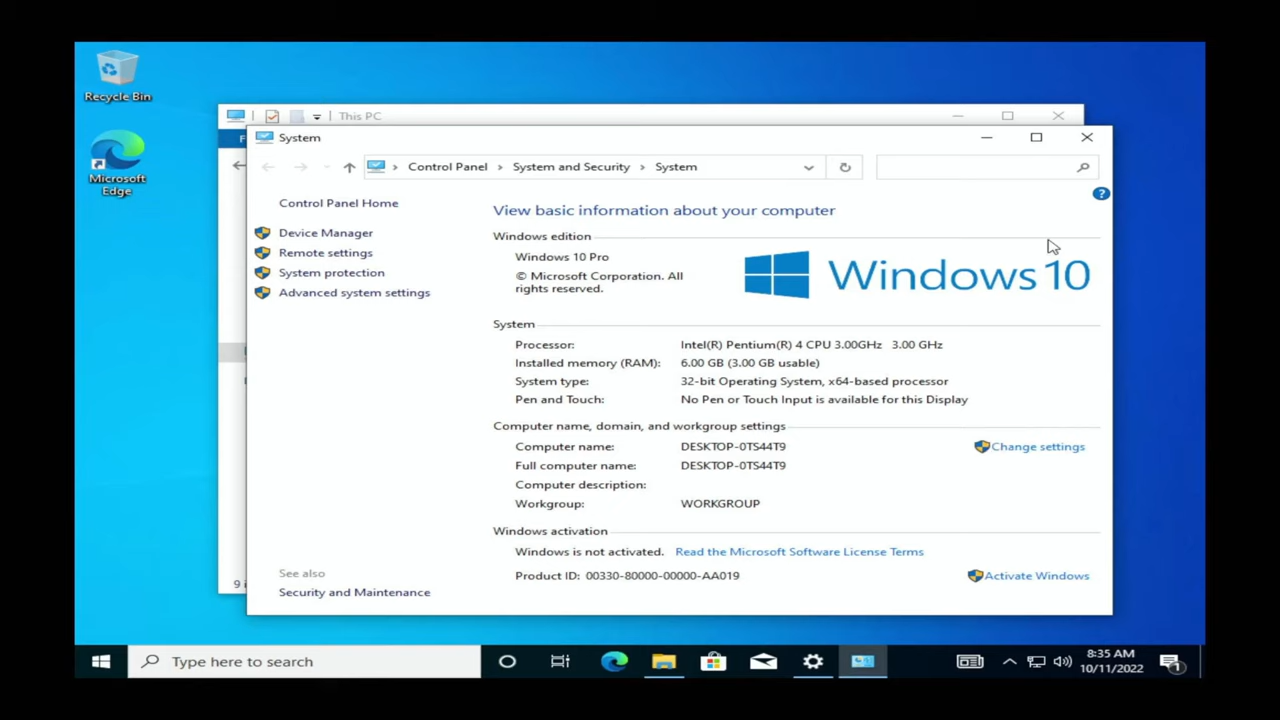 Recycle Bin
Microsoft
Edge
This PC
F
System
Control Panel > System and Security > System
Control Panel Home
Device Manager
Remote settings
System protection
Advanced system settings
View basic information about your computer
Windows edition
Windows 10 Pro
© Microsoft Corporation. All
rights reserved.
Windows 10
System
Processor: Intel(R) Pentium(R) 4 CPU 3.00GHz 3.00 GHz
Installed memory (RAM): 6.00 GB (3.00 GB usable)
System type: 32-bit Operating System, x64-based processor
Pen and Touch: No Pen or Touch Input is available for this Display
Computer name, domain, and workgroup settings
Computer name: DESKTOP-0TS44T9
Change settings
Full computer name: DESKTOP-0TS44T9
Computer description:
Workgroup: WORKGROUP
Windows activation
Windows is not activated. Read the Microsoft Software License Terms
Product ID: 00330-80000-00000-AA019
Activate Windows
See also
Security and Maintenance
9 i
Type here to search
8:35 AM
10/11/2022
1